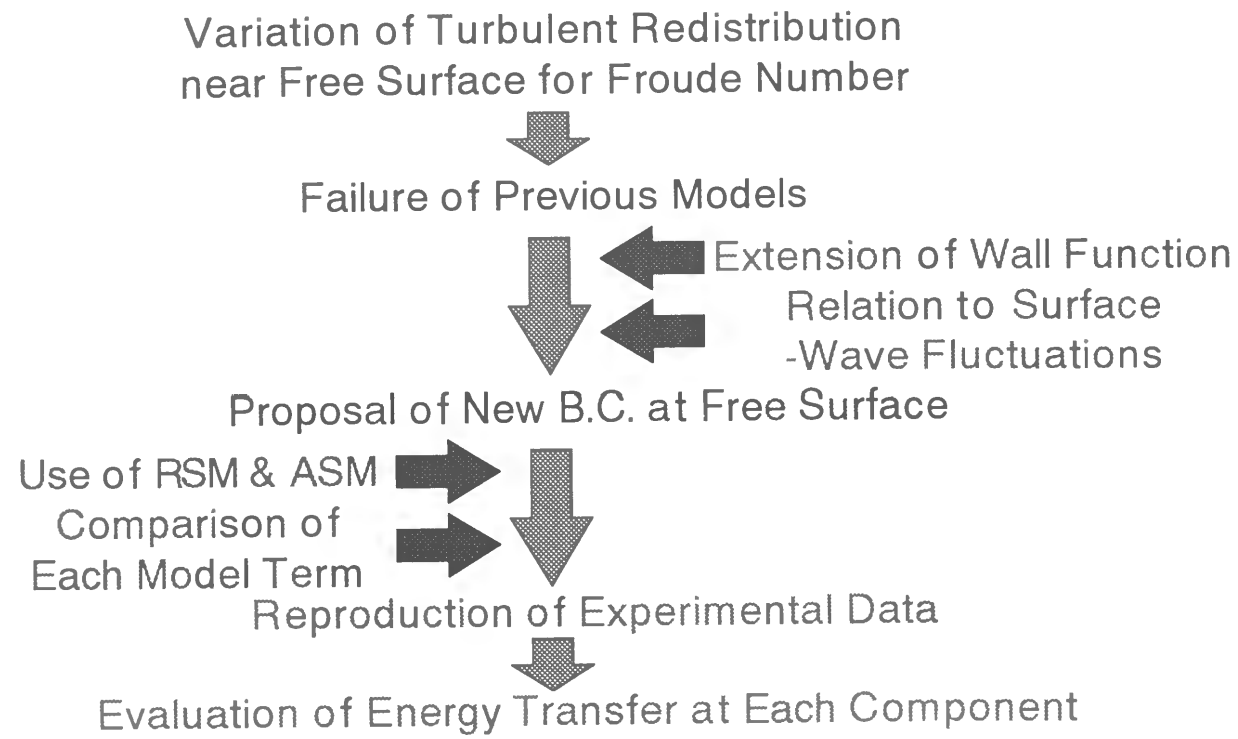 Variation of Turbulent Redistribution
near Free Surface for Froude Number
Failure of Previous Models
Extension of Wall Function
Relation to Surface
-Wave Fluctuations
Proposal of New B.C. at Free Surface
Use of RSM & ASM
Comparison of
Each Model Term
Reproduction of Experimental Data
Evaluation of Energy Transfer at Each Component